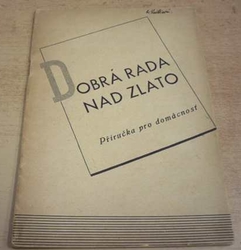 DOBRÁ RADA
NAD ZLATO
Příručka pro domácnost